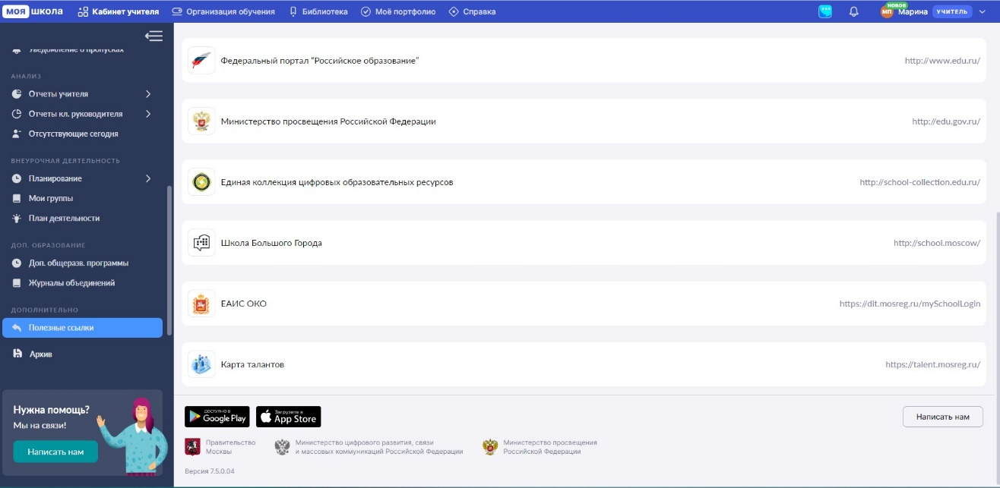 моя школа
Кабинет учителя
Организация обучения
Библиотека
Моё портфолио
Справка
НОВОЕ
МП
Марина
УЧИТЕЛЬ
Уведомление о пропусках
АНАЛИЗ
Отчеты учителя
Отчеты кл. руководителя
Отсутствующие сегодня
ВНЕУРОЧНАЯ ДЕЯТЕЛЬНОСТЬ
Планирование
Мои группы
План деятельности
ДОП. ОБРАЗОВАНИЕ
Доп. общеразв. программы
Журналы объединений
ДОПОЛНИТЕЛЬНО
Полезные ссылки
Архив
Нужна помощь?
Мы на связи!
Написать нам
Федеральный портал “Российское образование” http://www.edu.ru/
Министерство просвещения Российской Федерации http://edu.gov.ru/
Единая коллекция цифровых образовательных ресурсов http://school-collection.edu.ru/
Школа Большого Города http://school.moscow/
ЕАИС ОКО https://dit.mosreg.ru/mySchoolLogin
Карта талантов https://talent.mosreg.ru/
ДОСТУПНО В
Google Play
Загрузите в
App Store
Написать нам
Правительство
Москвы
Министерство цифрового развития, связи
и массовых коммуникаций Российской Федерации
Министерство просвещения
Российской Федерации
Версия 7.5.0.04